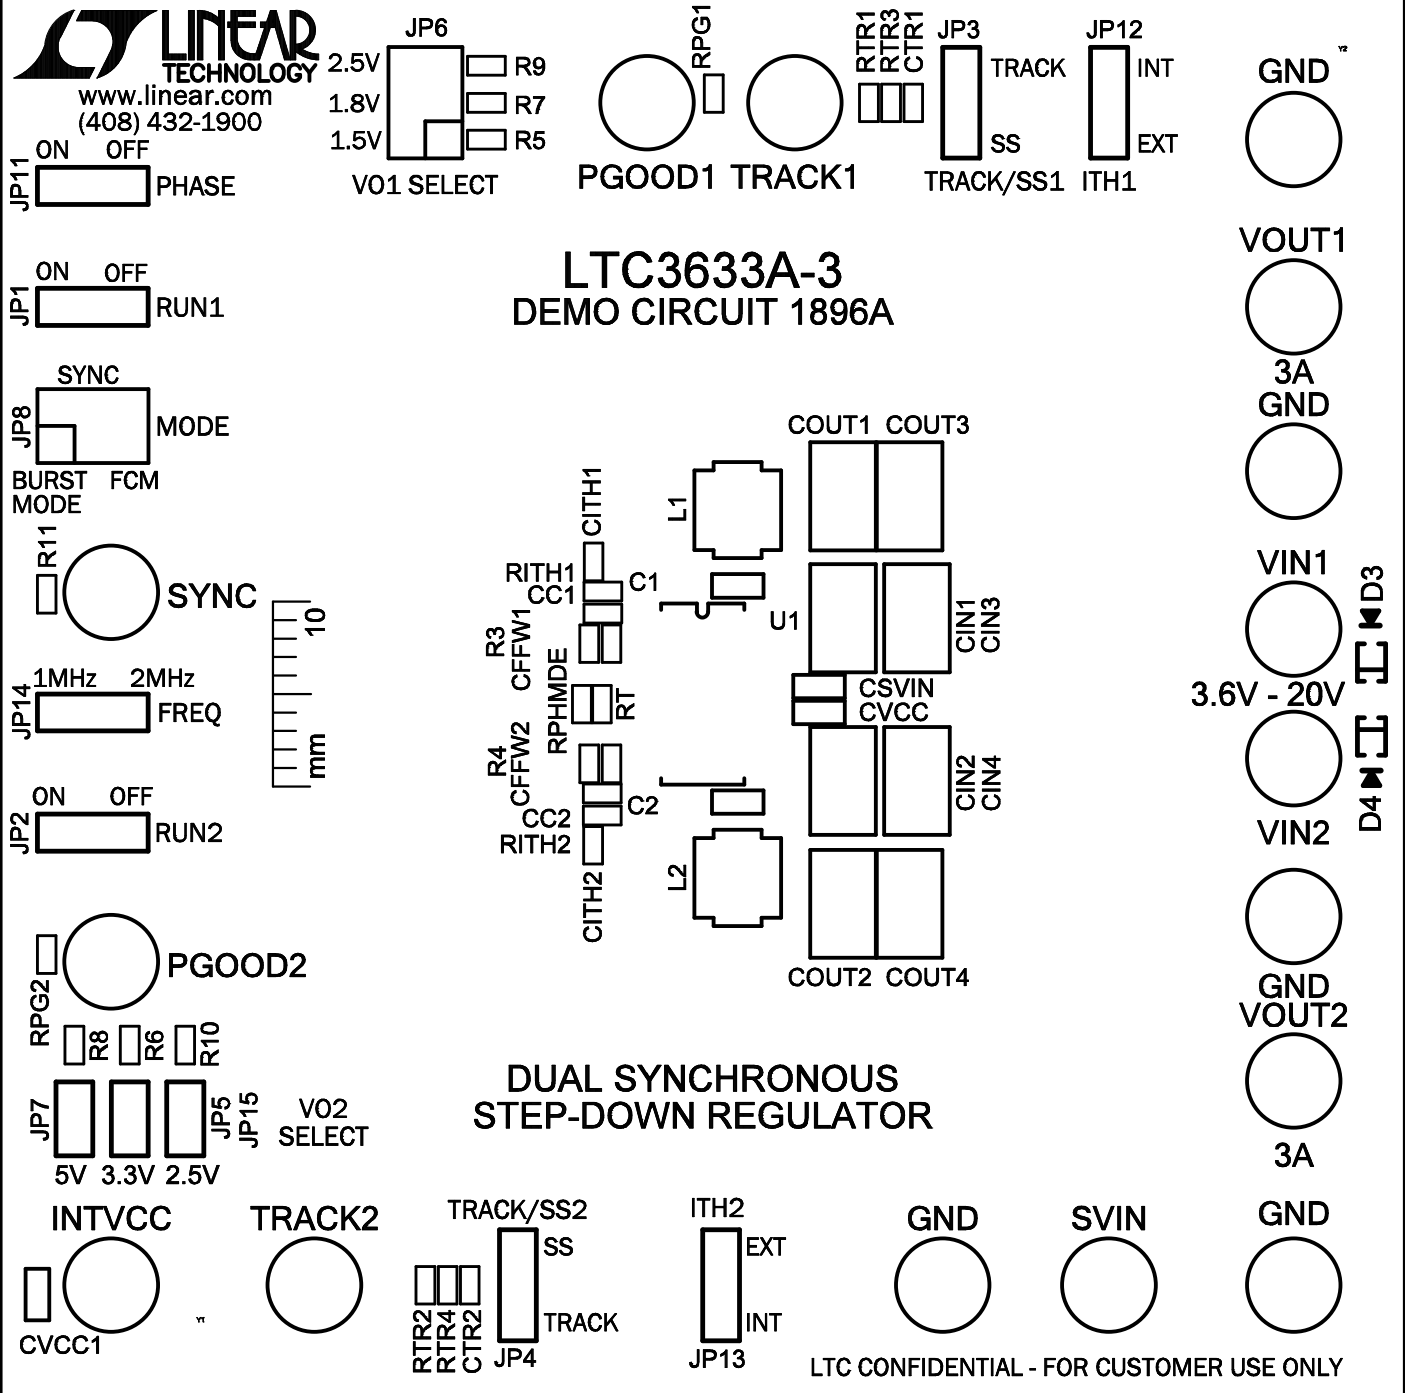 LINEAR
TECHNOLOGY
www.linear.com
(408) 432-1900
JP6
2.5V
1.8V
1.5V
R9
R7
R5
VO1 SELECT
RPG1
PGOOD1
TRACK1
RTR1
RTR3
CTR1
JP3
TRACK
SS
TRACK/SS1
JP12
INT
EXT
ITH1
GND
Y2
JP11
ON
OFF
PHASE
JP1
ON
OFF
RUN1
LTC3633A-3
DEMO CIRCUIT 1896A
VOUT1
3A
GND
SYNC
JP8
MODE
BURST
MODE
FCM
R11
SYNC
10
mm
1MHz
2MHz
JP14
FREQ
ON
OFF
JP2
RUN2
COUT1
COUT3
L1
CITH1
RITH1
CC1
C1
R3
CFFW1
U1
CIN1
CIN3
RPHMDE
RT
CSVIN
CVCC
R4
CFFW2
CC2
C2
RITH2
CITH2
L2
CIN2
CIN4
COUT2
COUT4
VIN1
D3
3.6V - 20V
D4
VIN2
GND
VOUT2
3A
RPG2
PGOOD2
R8
R6
R10
JP7
JP5
JP15
VO2
SELECT
5V
3.3V
2.5V
DUAL SYNCHRONOUS
STEP-DOWN REGULATOR
INTVCC
CVCC1
Y1
TRACK2
TRACK/SS2
SS
TRACK
RTR2
RTR4
CTR2
JP4
ITH2
EXT
INT
JP13
GND
SVIN
GND
LTC CONFIDENTIAL - FOR CUSTOMER USE ONLY